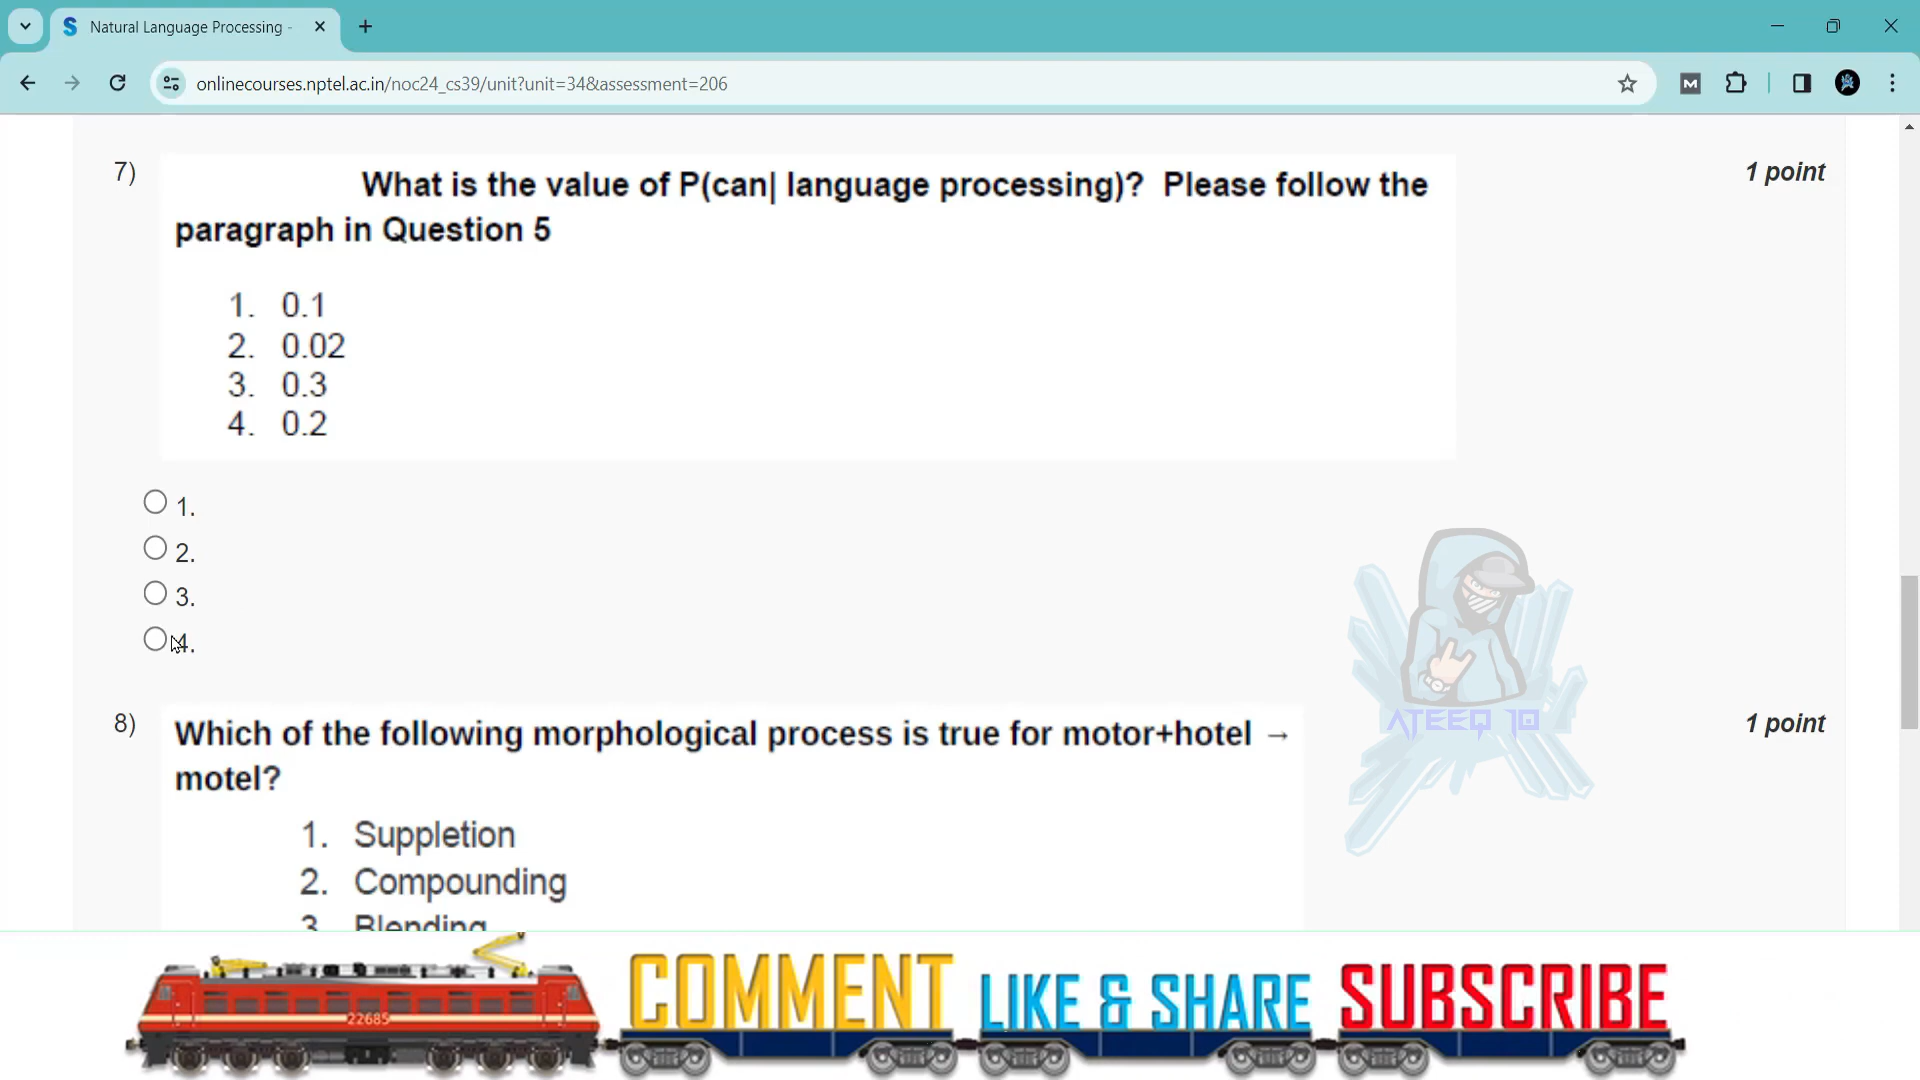 Natural Language Processing -
onlinecourses.nptel.ac.in/noc24_cs39/unit?unit=34&assessment=206
7)
What is the value of P(can| language processing)? Please follow the
paragraph in Question 5
1 point
1. 0.1
2. 0.02
3. 0.3
4. 0.2
1.
2.
3.
4.
8)
Which of the following morphological process is true for motor+hotel →
motel?
1 point
1. Suppletion
2. Compounding
3. Blending
ATEEQ 10
22685
COMMENT
LIKE & SHARE
SUBSCRIBE